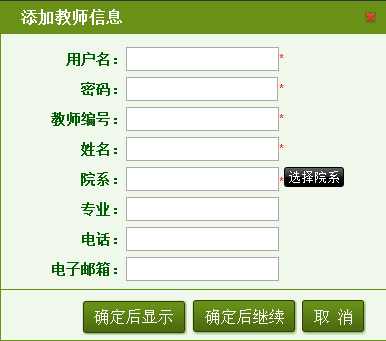 添加教师信息
用户名：*
密码：*
教师编号：*
姓名：*
院系：*选择院系
专业：
电话：
电子邮箱：
确定后显示 确定后继续 取 消